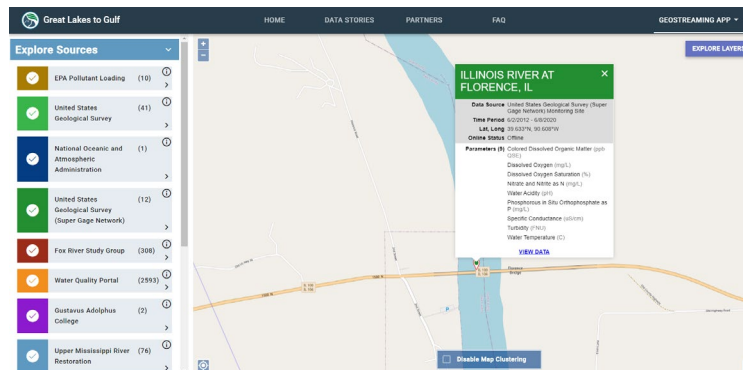 Great Lakes to Gulf
HOME
DATA STORIES
PARTNERS
FAQ
GEOSTREAMING APP
Explore Sources
EPA Pollutant Loading (10)
United States (41)
Geological Survey
National Oceanic and (1)
Atmospheric
Administration
United States (12)
Geological Survey
(Super Gage Network)
Fox River Study Group (308)
Water Quality Portal (2593)
Gustavus Adolphus (2)
College
Upper Mississippi River (76)
Restoration
+
-
EXPLORE LAYERS
ILLINOIS RIVER AT
FLORENCE, IL
×
Data Source United States Geological Survey (Super
Gage Network) Monitoring Site
Time Period 6/2/2012 - 6/8/2020
Lat, Long 39.633°N, 90.608°W
Online Status Offline
Parameters (9) Colored Dissolved Organic Matter (ppb
QSE)
Dissolved Oxygen (mg/L)
Dissolved Oxygen Saturation (%)
Nitrate and Nitrite as N (mg/L)
Water Acidity (pH)
Phosphorous In Situ Orthophosphate as
P (mg/L)
Specific Conductance (uS/cm)
Turbidity (FNU)
Water Temperature (C)
VIEW DATA
Florence
Bridge
P
Disable Map Clustering